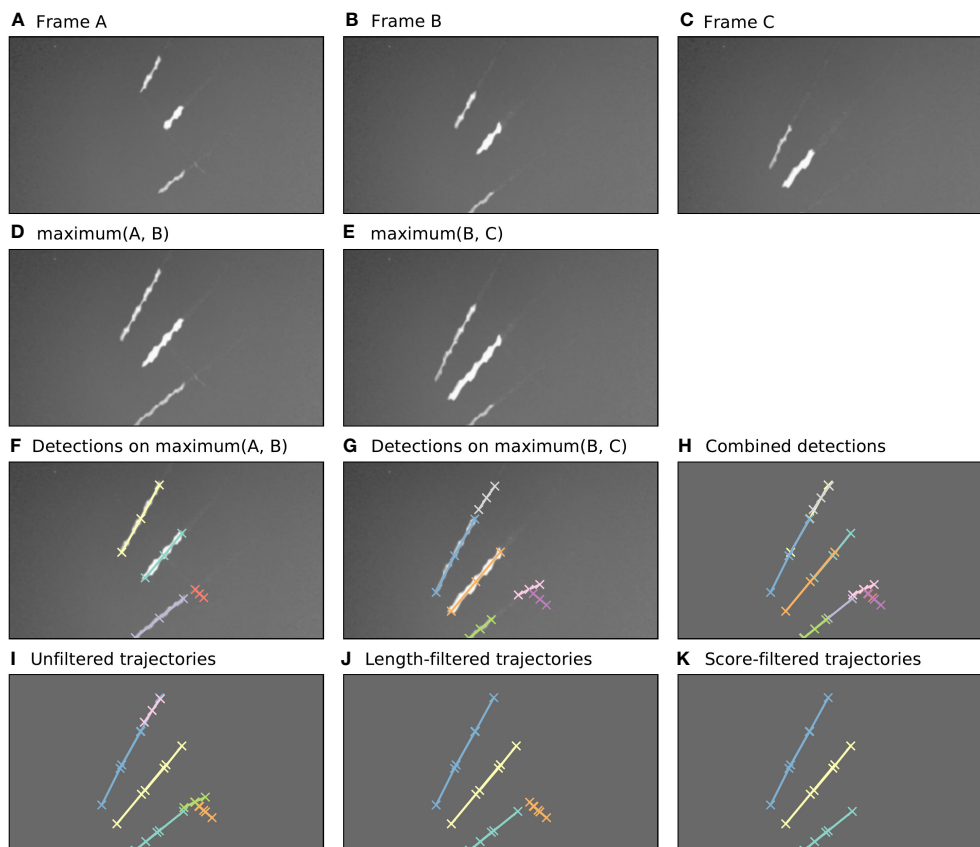 A Frame A
B Frame B
C Frame C
D maximum(A, B)
E maximum(B, C)
F Detections on maximum(A, B)
G Detections on maximum(B, C)
H Combined detections
I Unfiltered trajectories
J Length-filtered trajectories
K Score-filtered trajectories